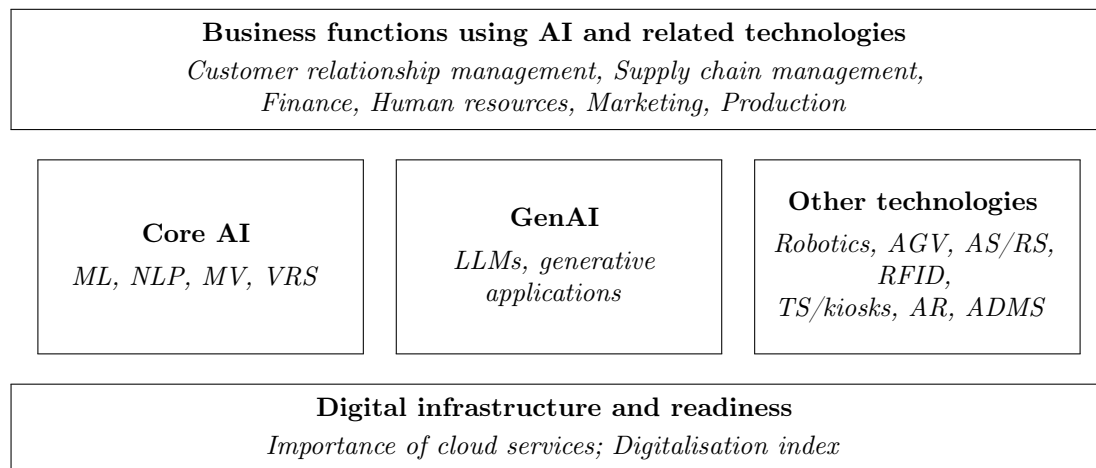 Business functions using AI and related technologies
Customer relationship management, Supply chain management,
Finance, Human resources, Marketing, Production
Core AI
ML, NLP, MV, VRS
GenAI
LLMs, generative
applications
Other technologies
Robotics, AGV, AS/RS,
RFID,
TS/kiosks, AR, ADMS
Digital infrastructure and readiness
Importance of cloud services; Digitalisation index